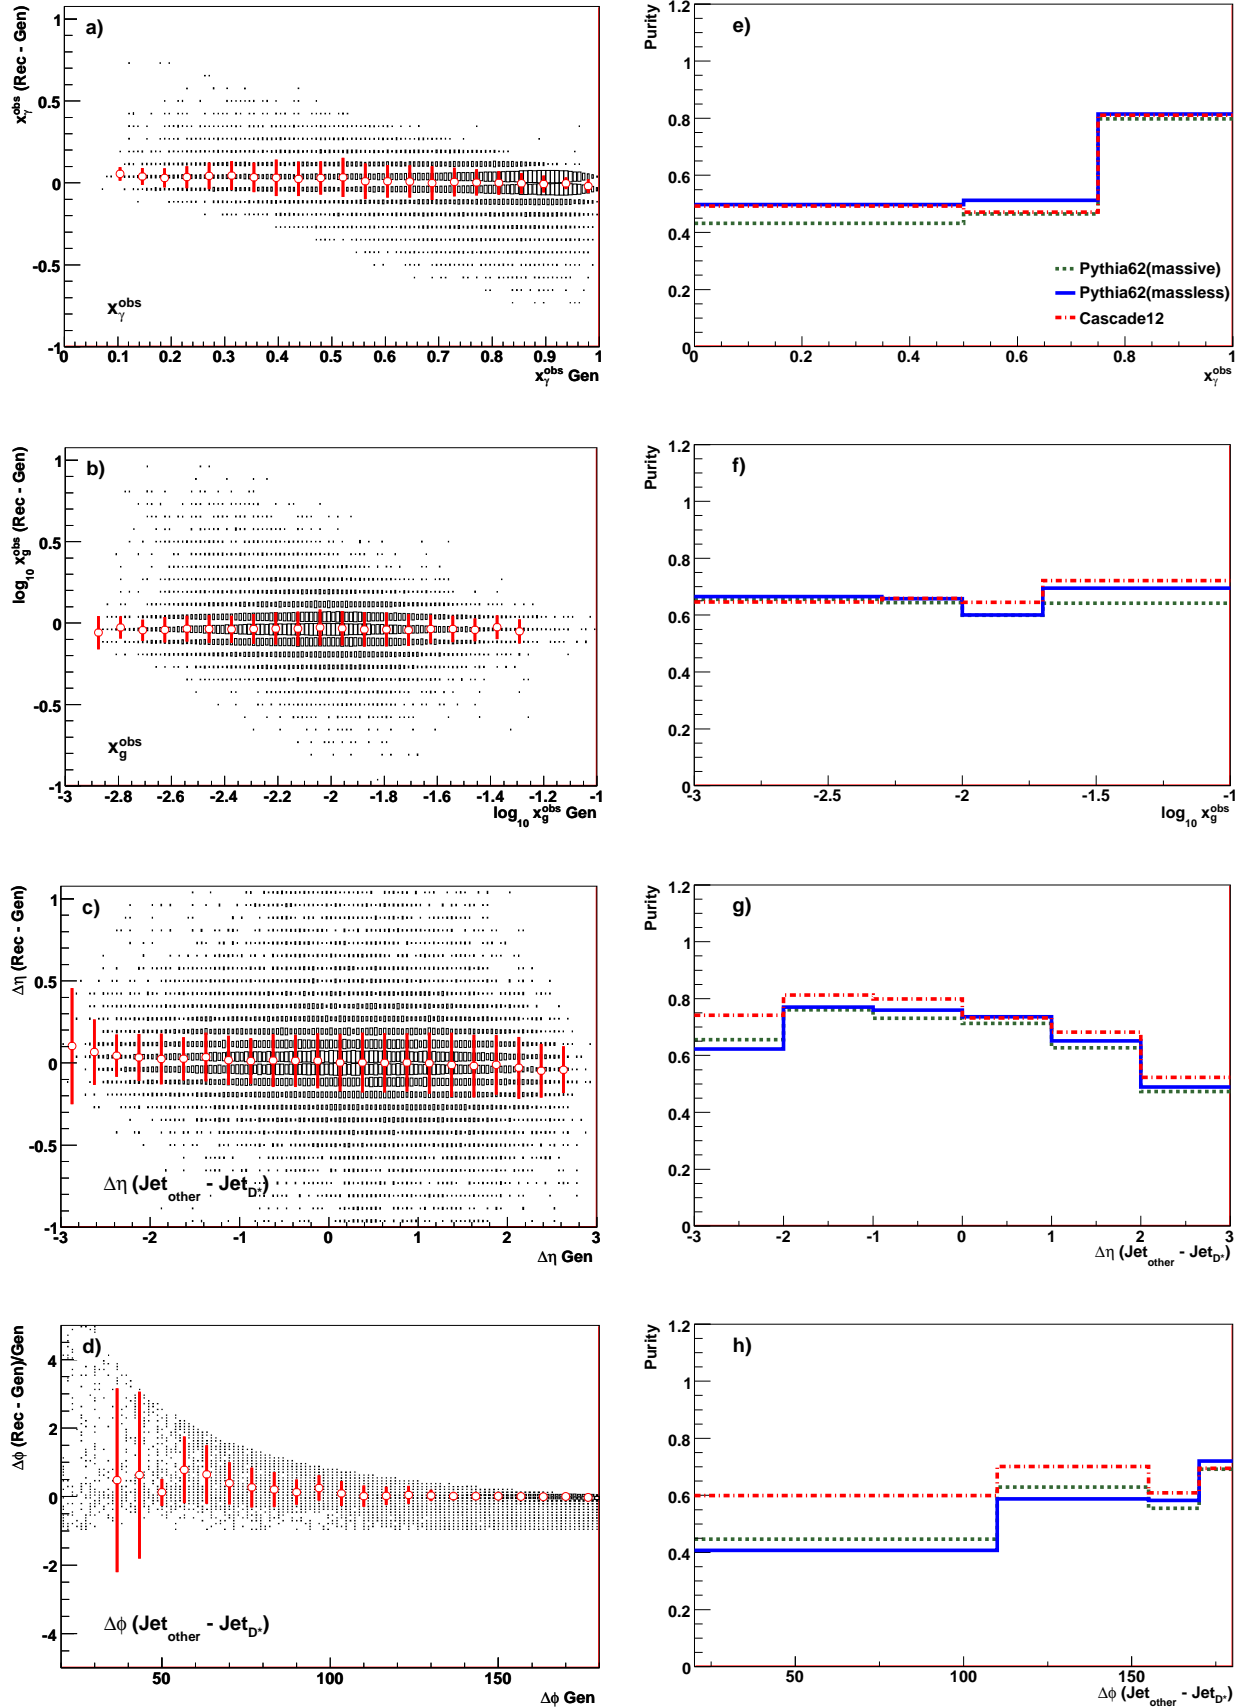 a)
x_γ^obs (Rec - Gen)
1
0.5
0
-0.5
-1
x_γ^obs
0 0.1 0.2 0.3 0.4 0.5 0.6 0.7 0.8 0.9 1
x_γ^obs Gen
e)
Purity
1.2
1
0.8
0.6
0.4
0.2
0
Pythia62(massive)
Pythia62(massless)
Cascade12
0 0.2 0.4 0.6 0.8 1
x_γ^obs
b)
log_10 x_g^obs (Rec - Gen)
1
0.5
0
-0.5
-1
x_g^obs
-3 -2.8 -2.6 -2.4 -2.2 -2 -1.8 -1.6 -1.4 -1.2 -1
log_10 x_g^obs Gen
f)
Purity
1.2
1
0.8
0.6
0.4
0.2
0
-3 -2.5 -2 -1.5 -1
log_10 x_g^obs
c)
Δη (Rec - Gen)
1
0.5
0
-0.5
-1
Δη (Jet_other - Jet_D*)
-3 -2 -1 0 1 2 3
Δη Gen
g)
Purity
1.2
1
0.8
0.6
0.4
0.2
0
-3 -2 -1 0 1 2 3
Δη (Jet_other - Jet_D*)
d)
Δϕ (Rec - Gen)/Gen
4
2
0
-2
-4
Δϕ (Jet_other - Jet_D*)
50 100 150
Δϕ Gen
h)
Purity
1.2
1
0.8
0.6
0.4
0.2
0
50 100 150
Δϕ (Jet_other - Jet_D*)